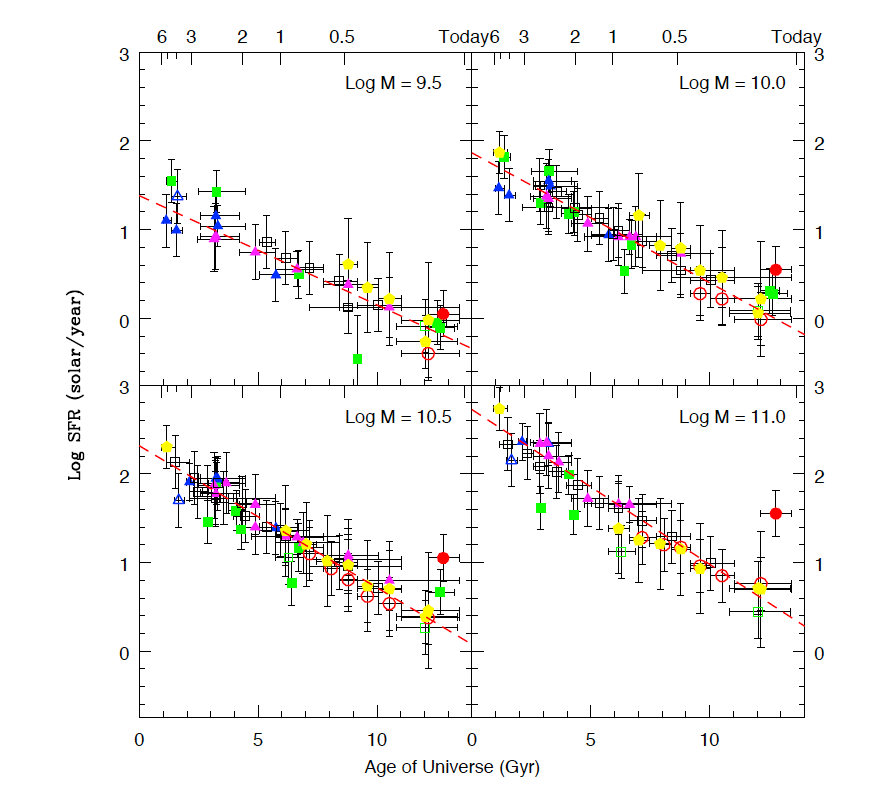 6 3 2 1 0.5 Today 6 3 2 1 0.5 Today
3 Log M = 9.5 Log M = 10.0 3
2 2
1 1
0 0
3 Log M = 10.5 Log M = 11.0 3
2 2
1 1
0 0
Log SFR (solar/year)
0 5 10 0 5 10
Age of Universe (Gyr)